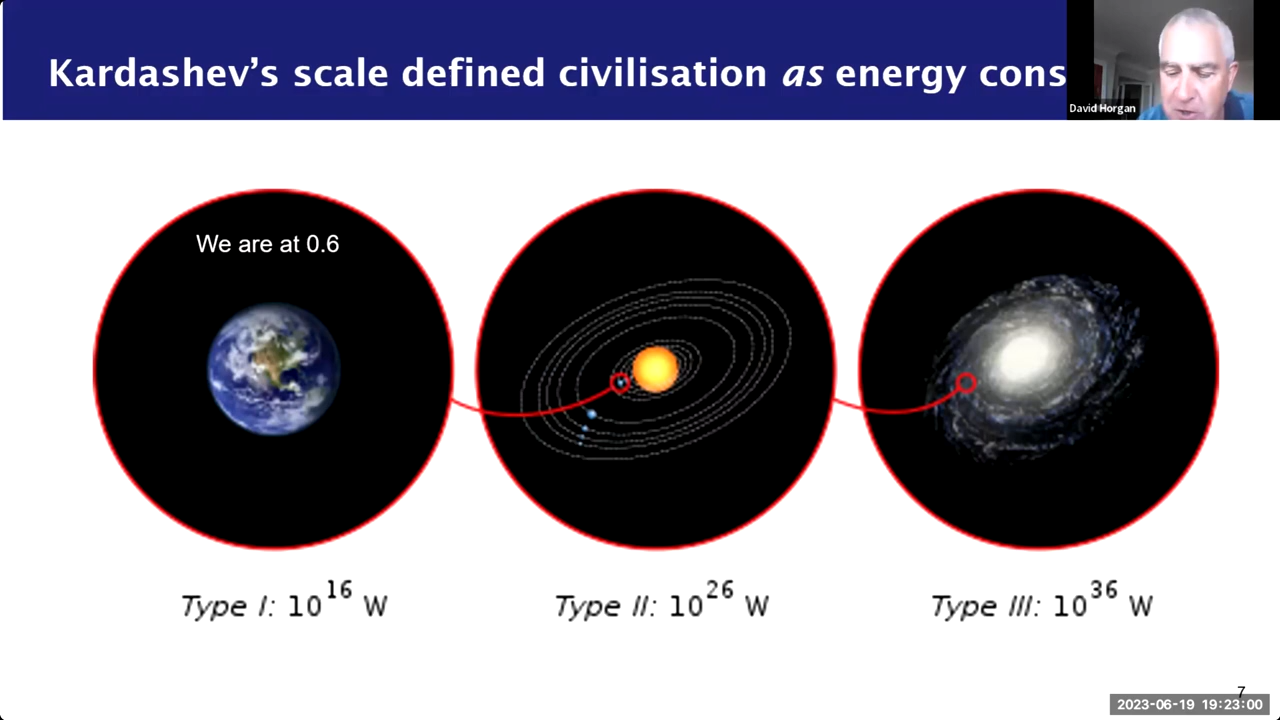 Kardashev's scale defined civilisation as energy cons
David Horgan
We are at 0.6
Type I: 10^16 W
Type II: 10^26 W
Type III: 10^36 W
7
2023-06-19 19:23:00